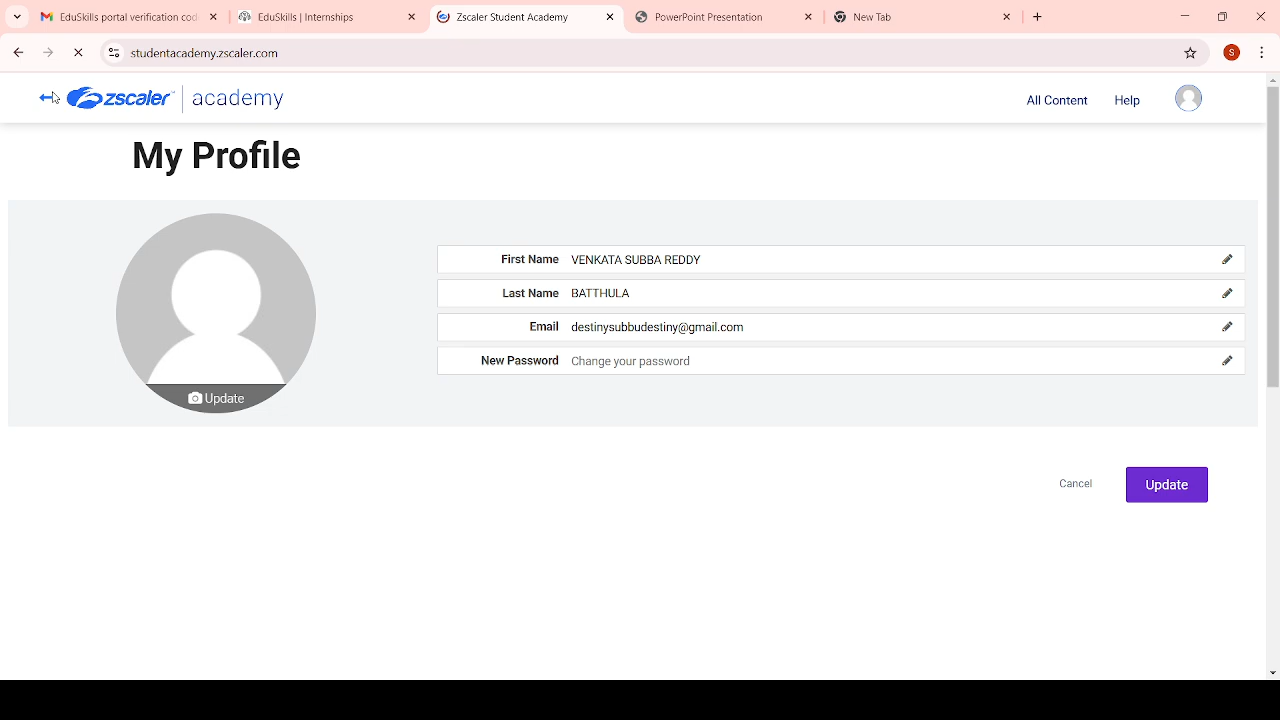 EduSkills portal verification cod
EduSkills | Internships
Zscaler Student Academy
PowerPoint Presentation
New Tab
studentacademy.zscaler.com
S
zscaler™ | academy
All Content
Help
My Profile
First Name VENKATA SUBBA REDDY
Last Name BATTHULA
Email destinysubbudestiny@gmail.com
New Password Change your password
Update
Cancel
Update